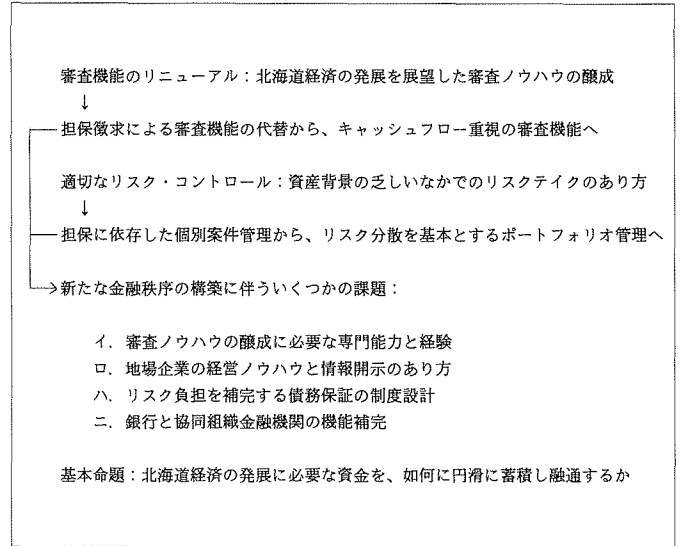 審査機能のリニューアル：北海道経済の発展を展望した審査ノウハウの醸成
↓
担保徴求による審査機能の代替から、キャッシュフロー重視の審査機能へ
適切なリスク・コントロール：資産背景の乏しいなかでのリスクテイクのあり方
↓
担保に依存した個別案件管理から、リスク分散を基本とするポートフォリオ管理へ
新たな金融秩序の構築に伴ういくつかの課題：
イ．審査ノウハウの醸成に必要な専門能力と経験
ロ．地場企業の経営ノウハウと情報開示のあり方
ハ．リスク負担を補完する債務保証の制度設計
ニ．銀行と協同組織金融機関の機能補完
基本命題：北海道経済の発展に必要な資金を、如何に円滑に蓄積し融通するか